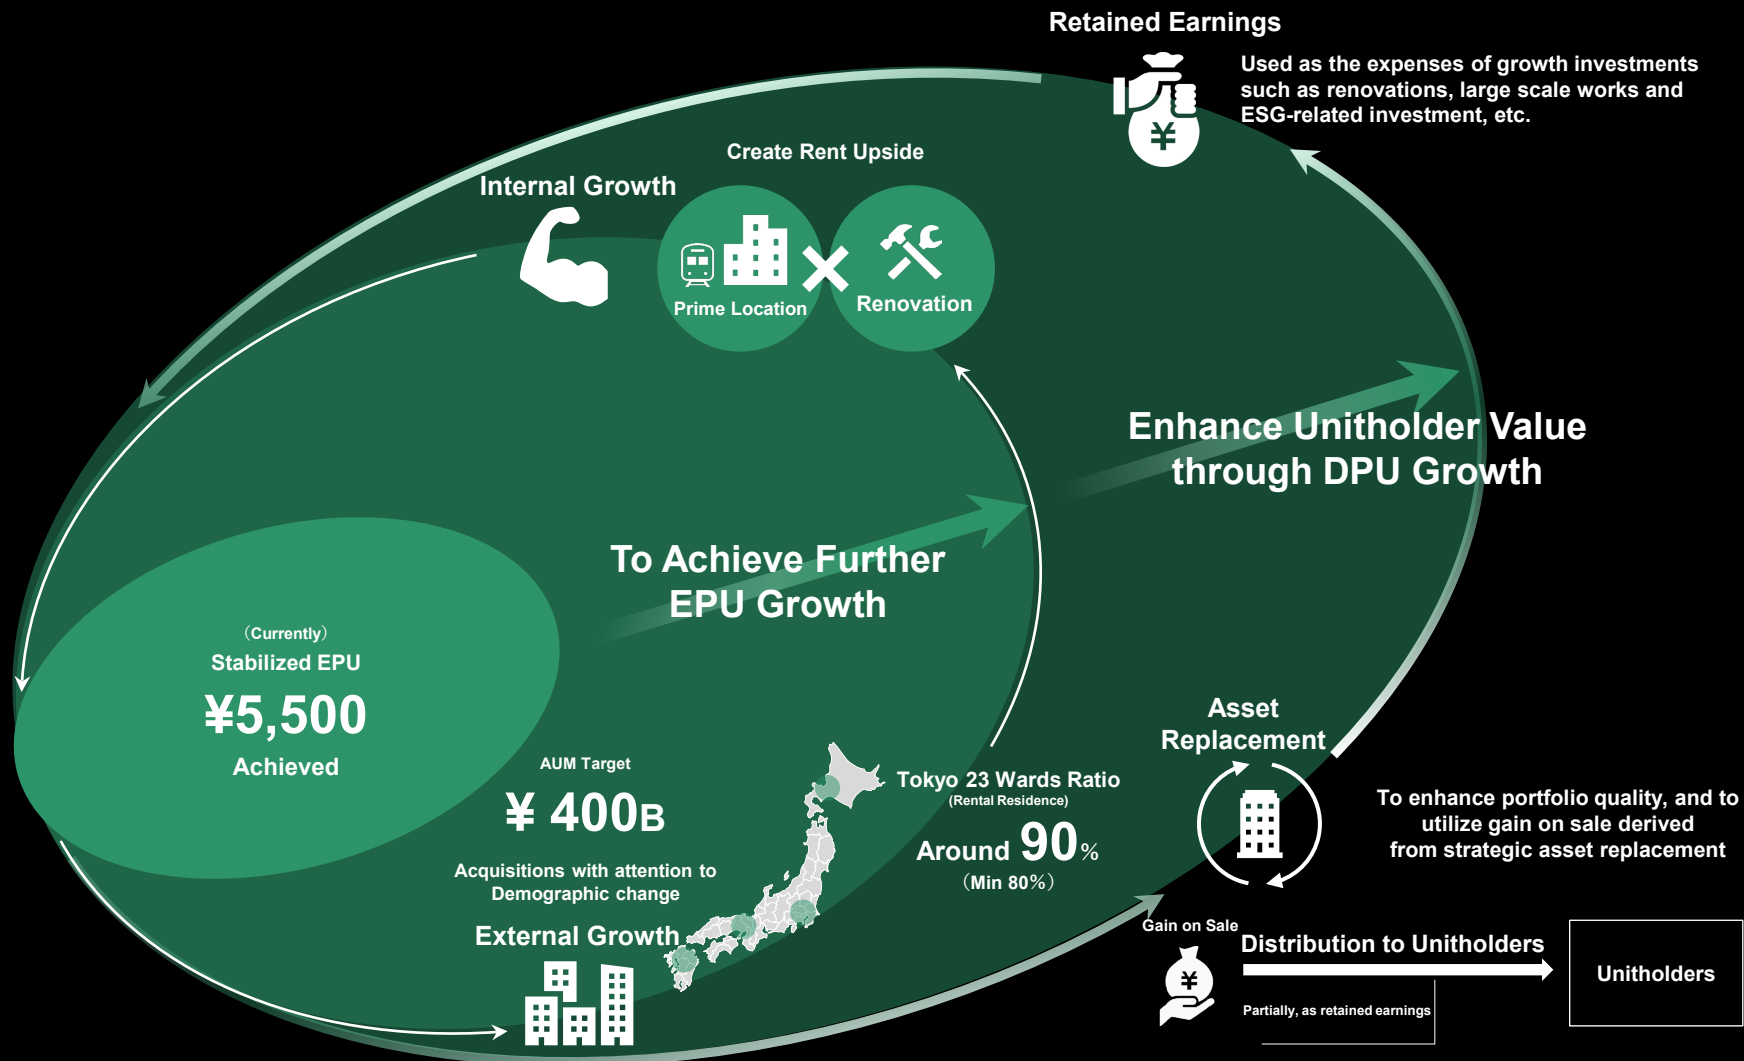 Retained Earnings
Used as the expenses of growth investments
such as renovations, large scale works and
ESG-related investment, etc.
¥
Create Rent Upside
Internal Growth
Prime Location
Renovation
Enhance Unitholder Value
through DPU Growth
To Achieve Further
EPU Growth
（Currently）
Stabilized EPU
¥5,500
Achieved
AUM Target
¥ 400B
Acquisitions with attention to
Demographic change
External Growth
Tokyo 23 Wards Ratio
(Rental Residence)
Around 90%
（Min 80%）
Asset
Replacement
To enhance portfolio quality, and to
utilize gain on sale derived
from strategic asset replacement
Gain on Sale
¥
Distribution to Unitholders
Partially, as retained earnings
Unitholders